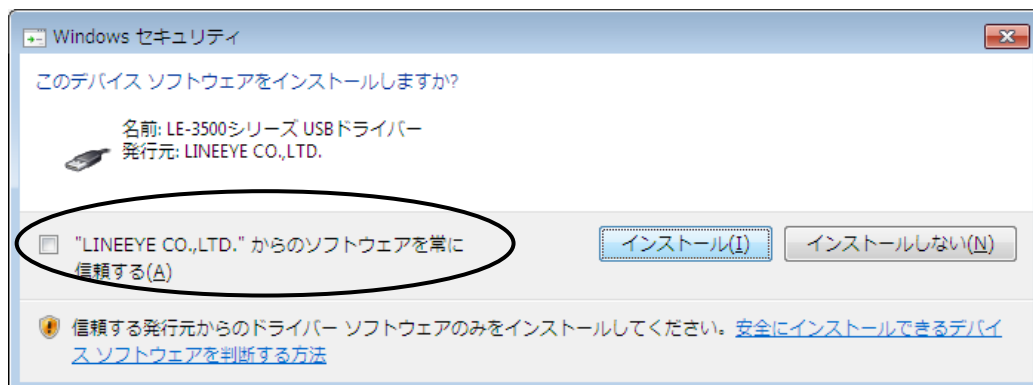 Windows セキュリティ
このデバイス ソフトウェアをインストールしますか?
名前: LE-3500シリーズ USBドライバー
発行元: LINEEYE CO.,LTD.
"LINEEYE CO.,LTD." からのソフトウェアを常に
信頼する(A)
インストール(I)
インストールしない(N)
信頼する発行元からのドライバー ソフトウェアのみをインストールしてください。安全にインストールできるデバイ
ス ソフトウェアを判断する方法